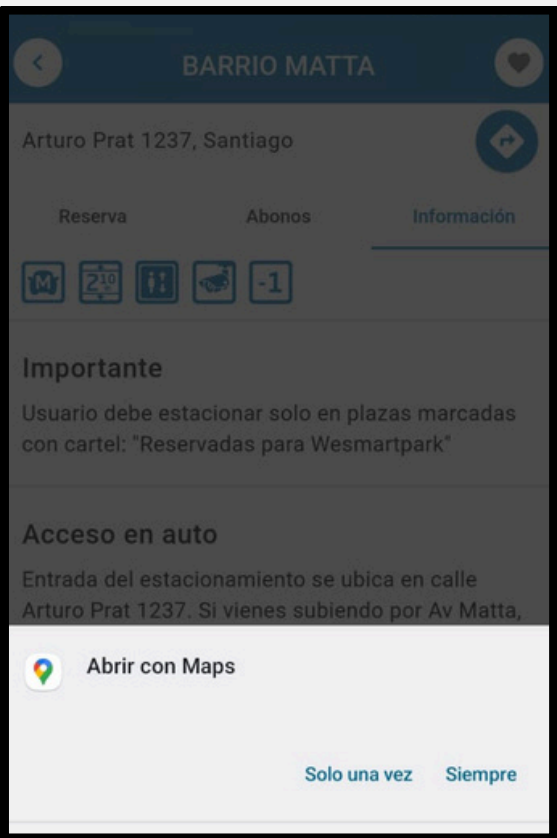 BARRIO MATTA
Arturo Prat 1237, Santiago
Reserva Abonos Información
M 2¹⁰ -1
Importante
Usuario debe estacionar solo en plazas marcadas
con cartel: "Reservadas para Wesmartpark"
Acceso en auto
Entrada del estacionamiento se ubica en calle
Arturo Prat 1237. Si vienes subiendo por Av Matta,
Abrir con Maps
Solo una vez Siempre